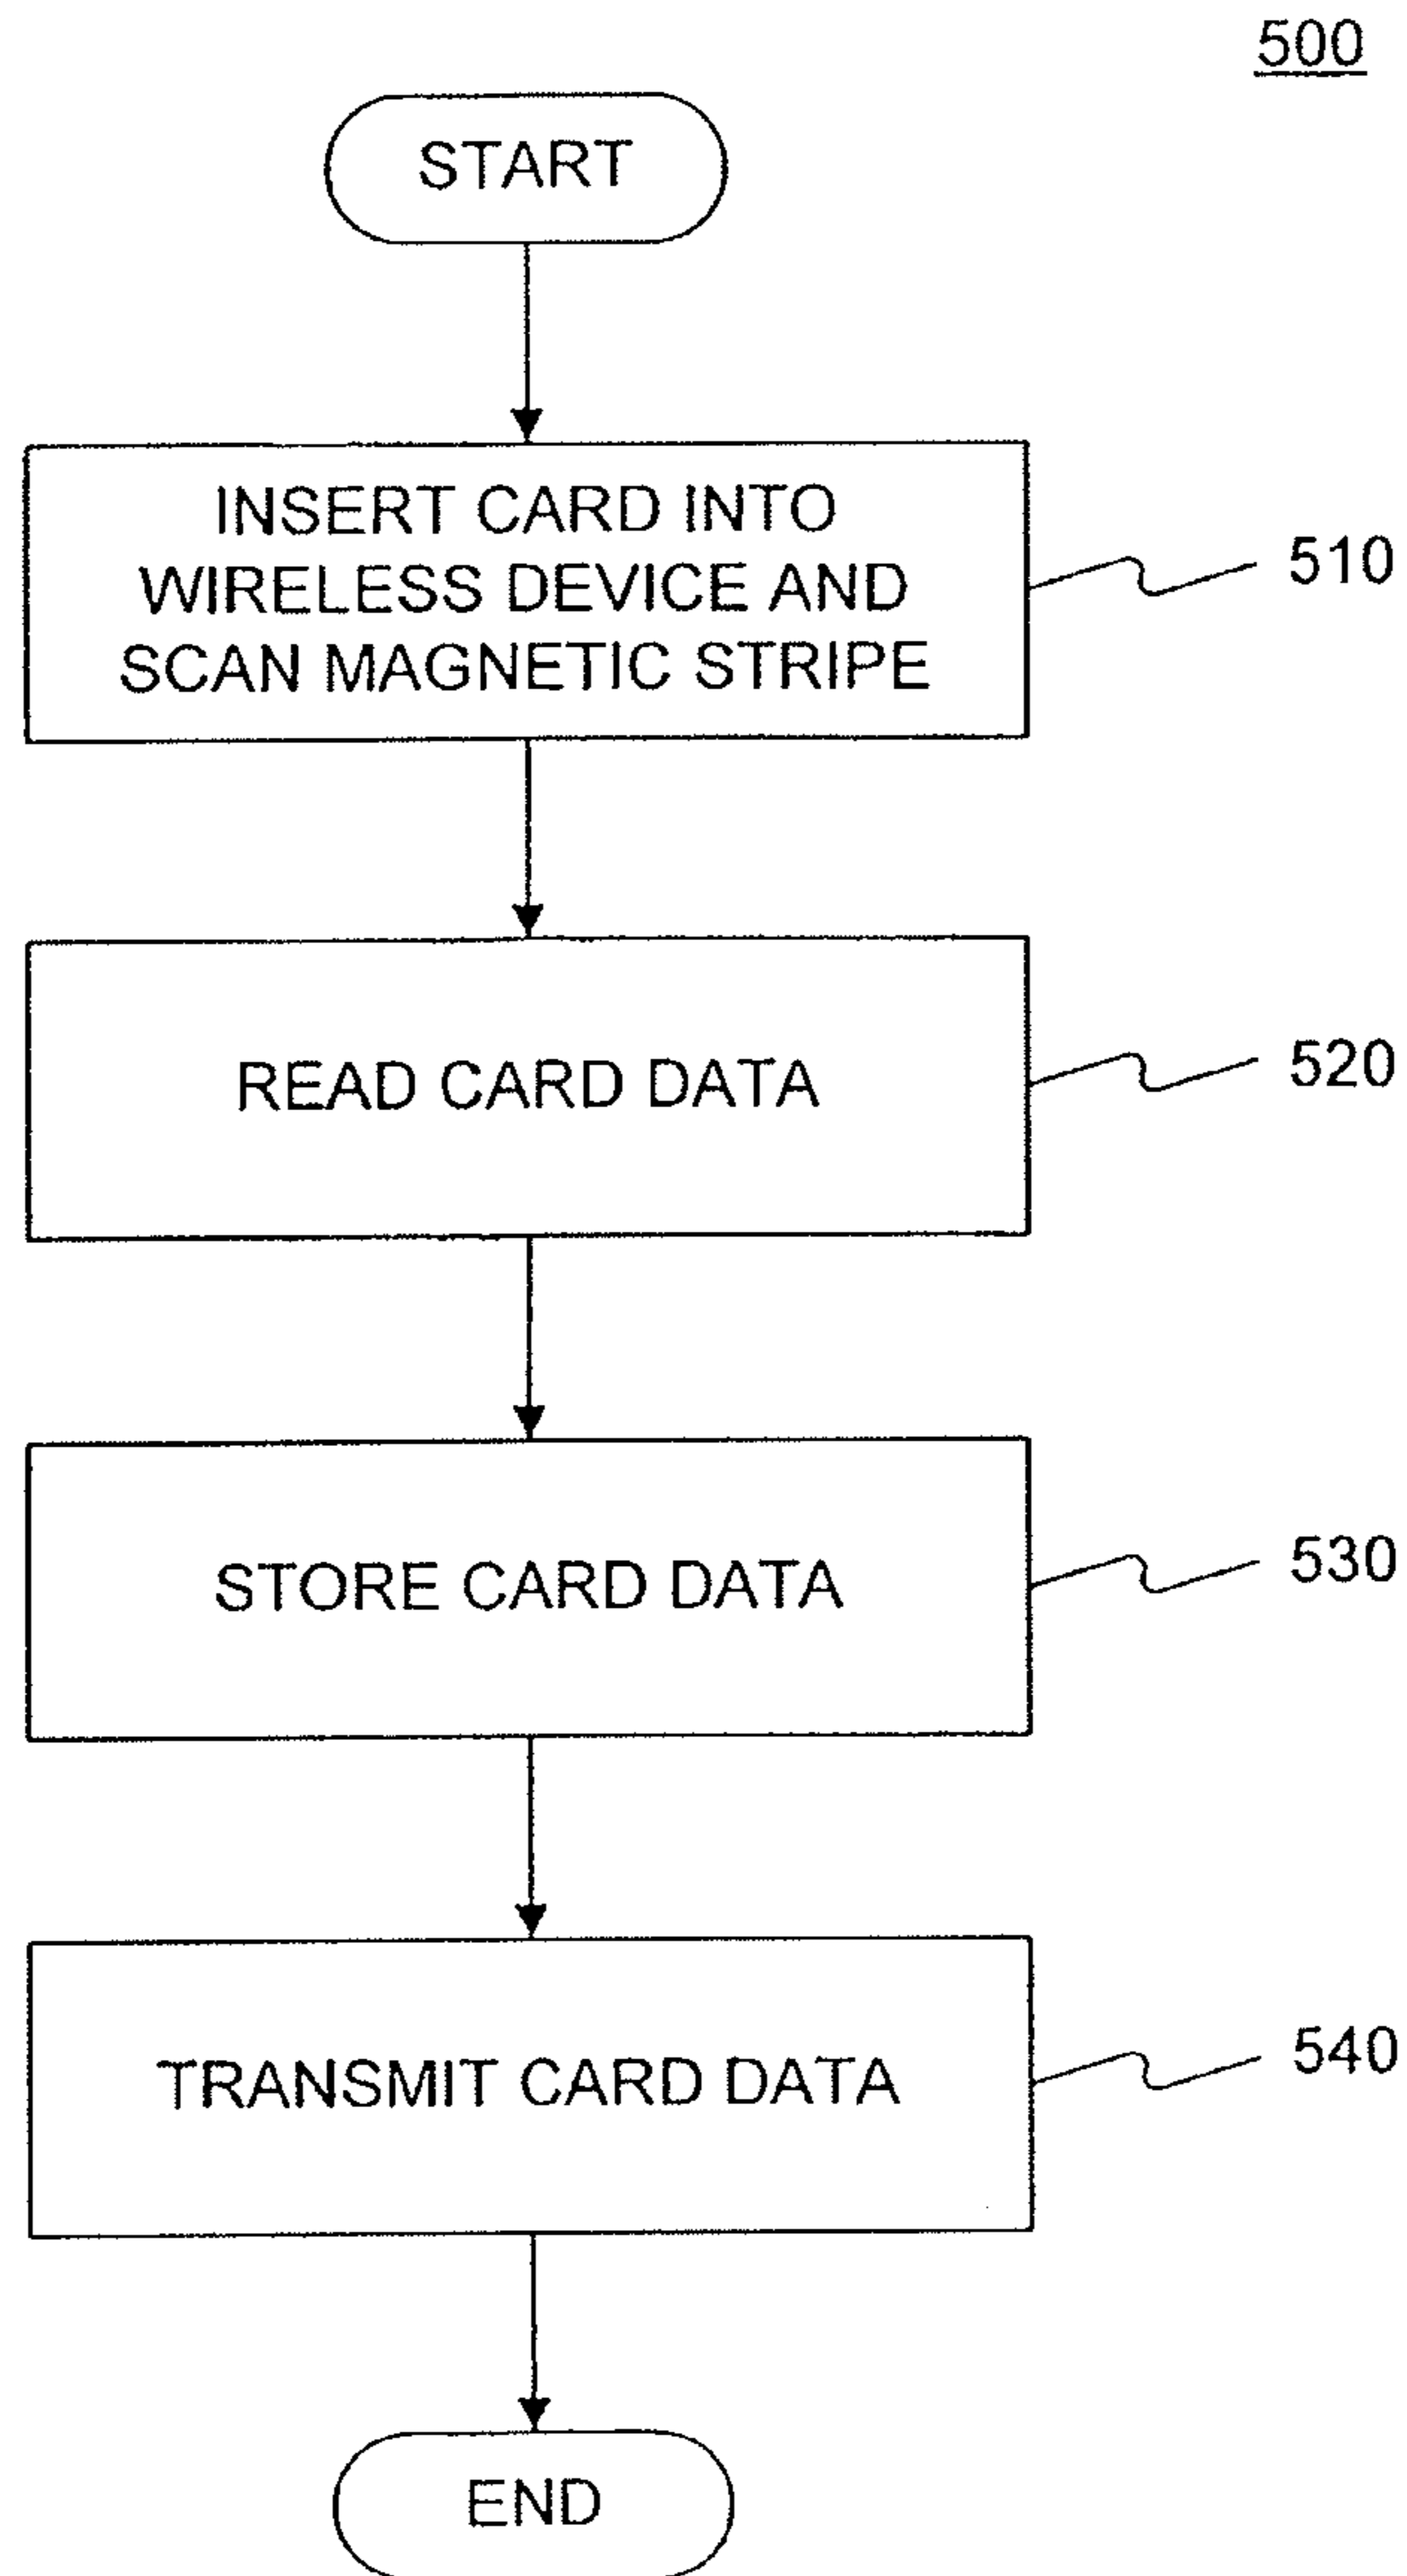 500
START
INSERT CARD INTO
WIRELESS DEVICE AND
SCAN MAGNETIC STRIPE
510
READ CARD DATA
520
STORE CARD DATA
530
TRANSMIT CARD DATA
540
END